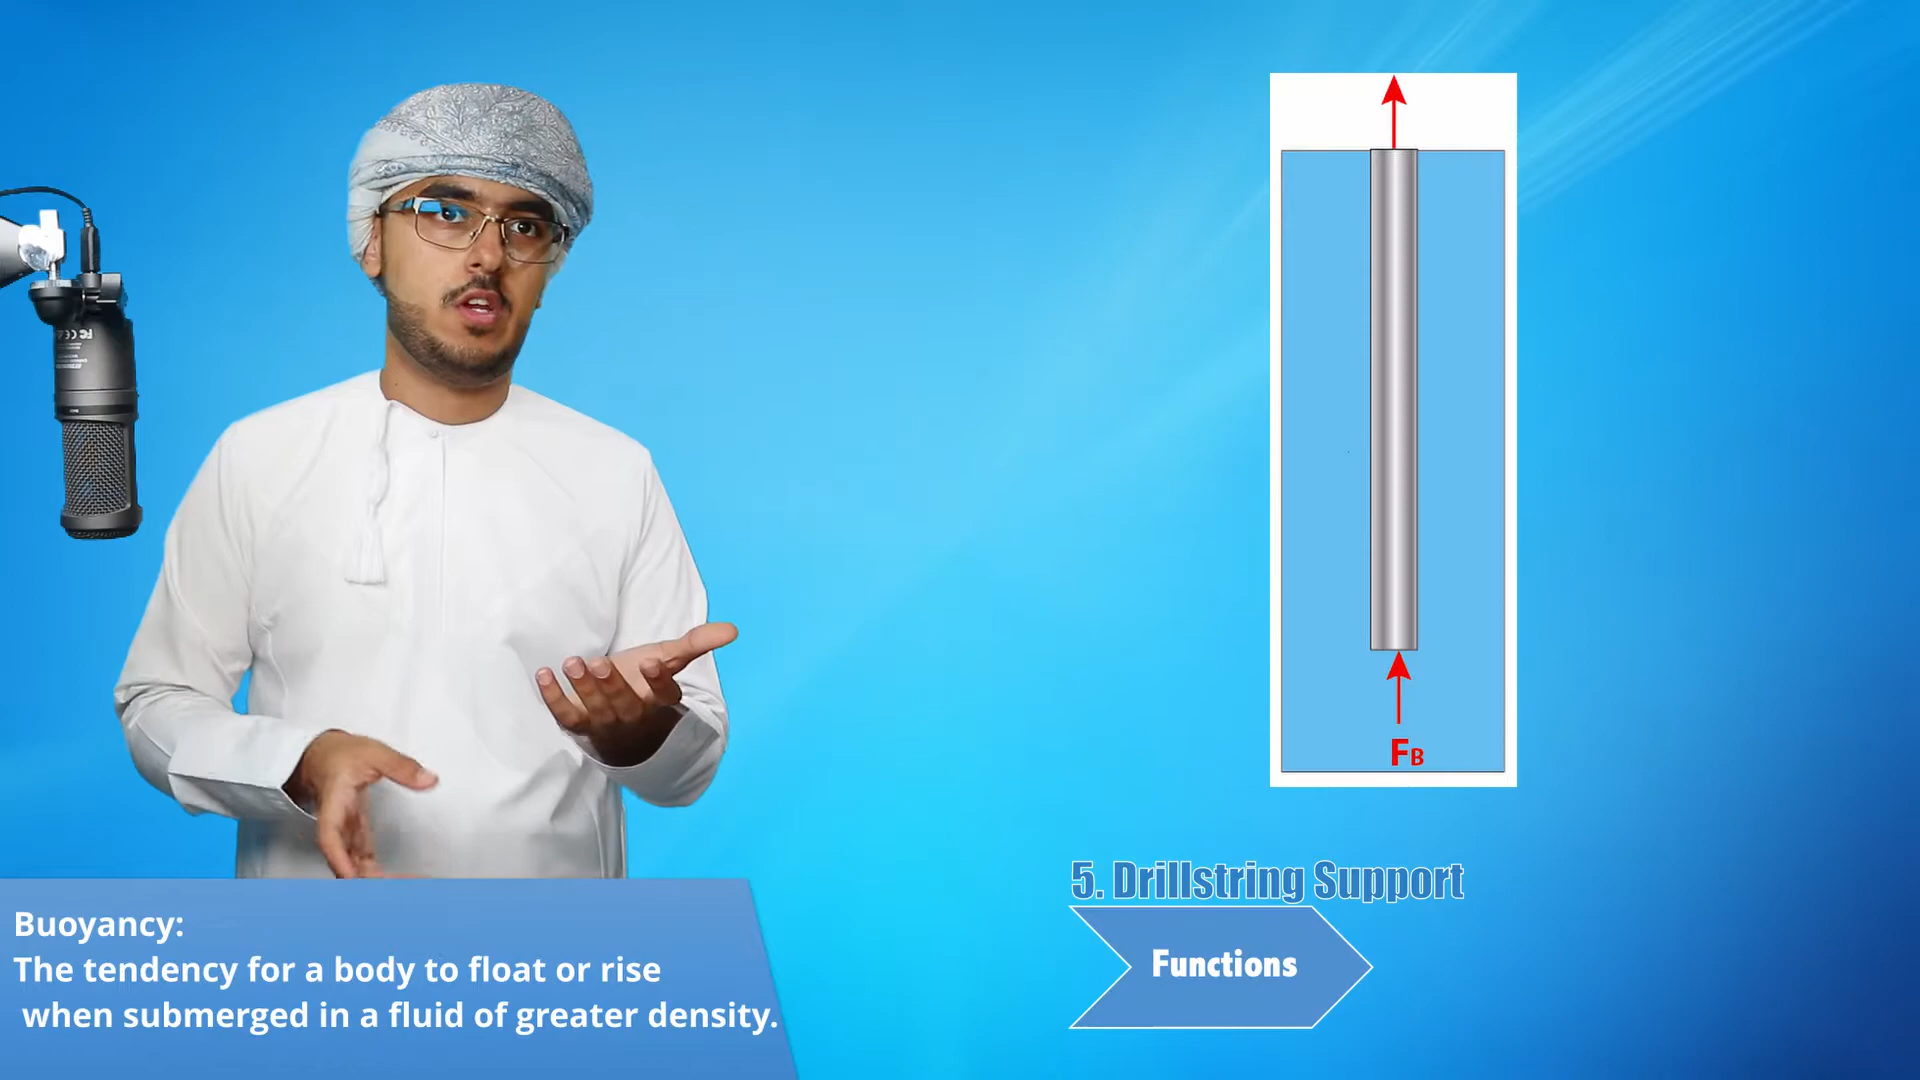 FB
5. Drillstring Support
Functions
Buoyancy:
The tendency for a body to float or rise
when submerged in a fluid of greater density.